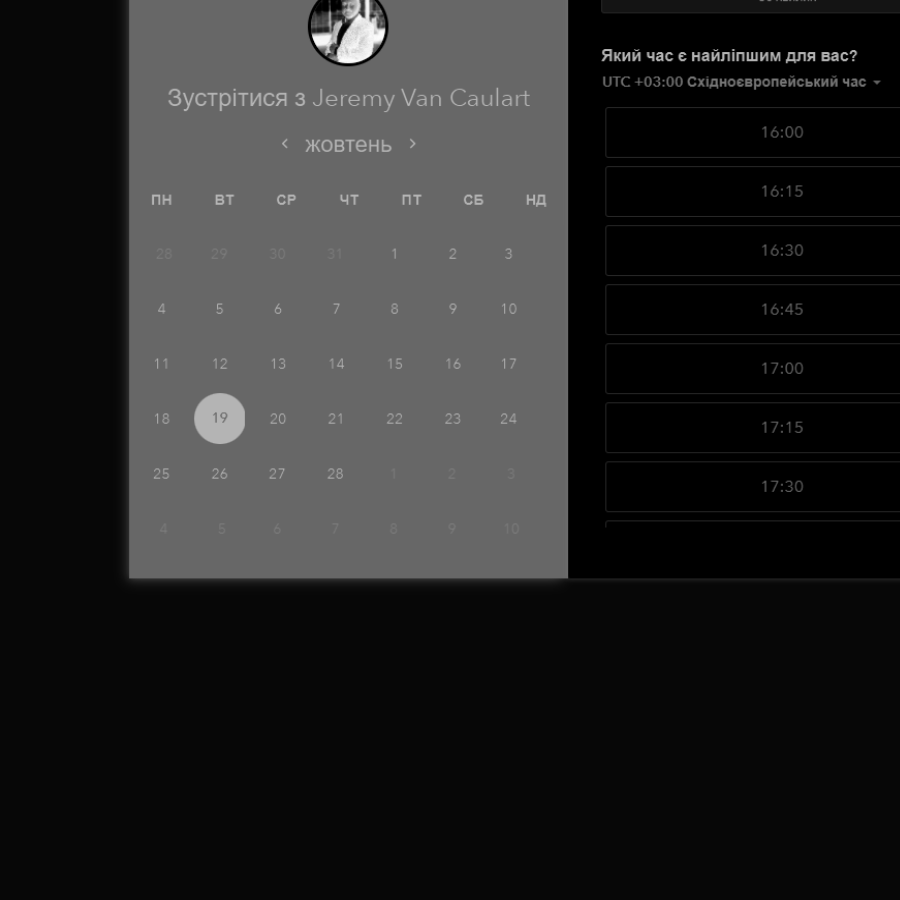 Зустрітися з Jeremy Van Caulart
жовтень
ПН ВТ СР ЧТ ПТ СБ НД
28 29 30 31 1 2 3
4 5 6 7 8 9 10
11 12 13 14 15 16 17
18 19 20 21 22 23 24
25 26 27 28 1 2 3
4 5 6 7 8 9 10
Який час є найліпшим для вас?
UTC +03:00 Східноєвропейський час
16:00
16:15
16:30
16:45
17:00
17:15
17:30